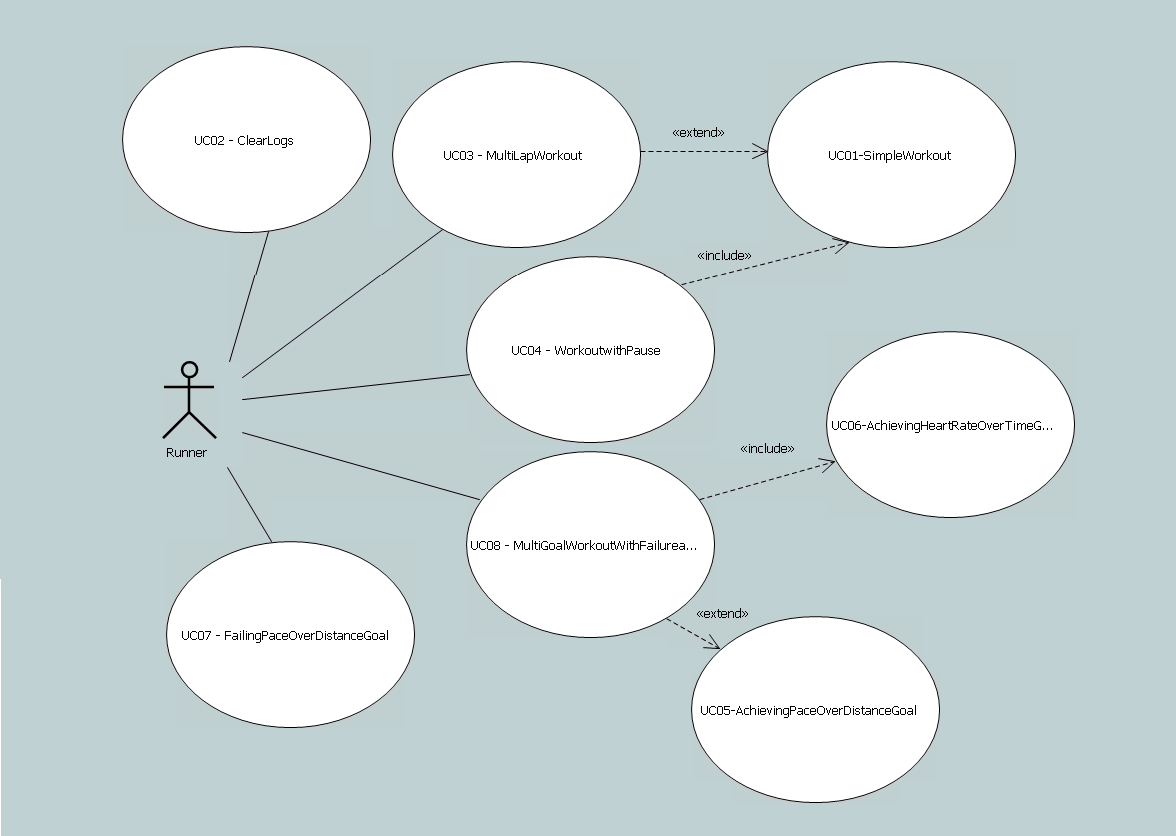 UC02 - ClearLogs
UC03 - MultiLapWorkout
«extend»
UC01-SimpleWorkout
«include»
UC04 - WorkoutwithPause
Runner
UC06-AchievingHeartRateOverTimeG...
«include»
UC08 - MultiGoalWorkoutWithFailurea...
«extend»
UC07 - FailingPaceOverDistanceGoal
UC05-AchievingPaceOverDistanceGoal